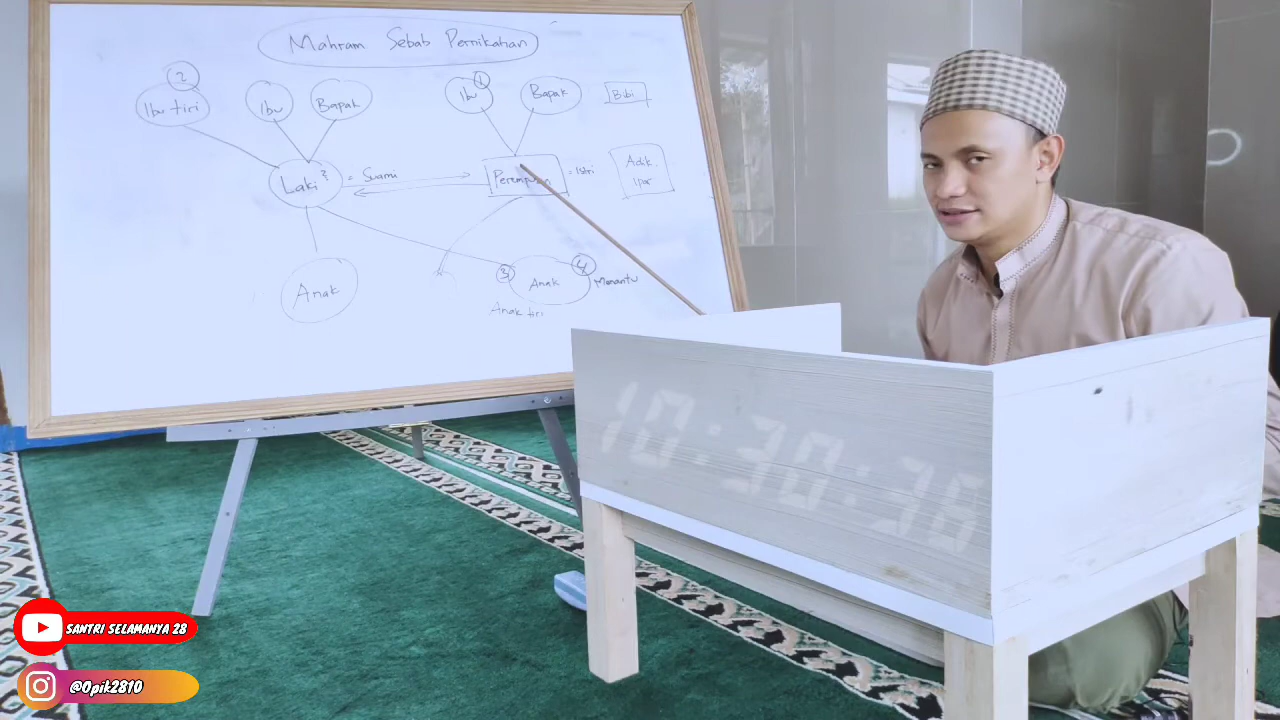 Mahram Sebab Pernikahan
2
1
Ibu tiri
Ibu
Bapak
Ibu
Bapak
Bibi
Laki²
= Suami
Perempuan
= Istri
Adik
Ipar
Anak
3
Anak
4
Menantu
Anak tiri
10:30:36
SANTRI SELAMANYA 28
@Opik2810